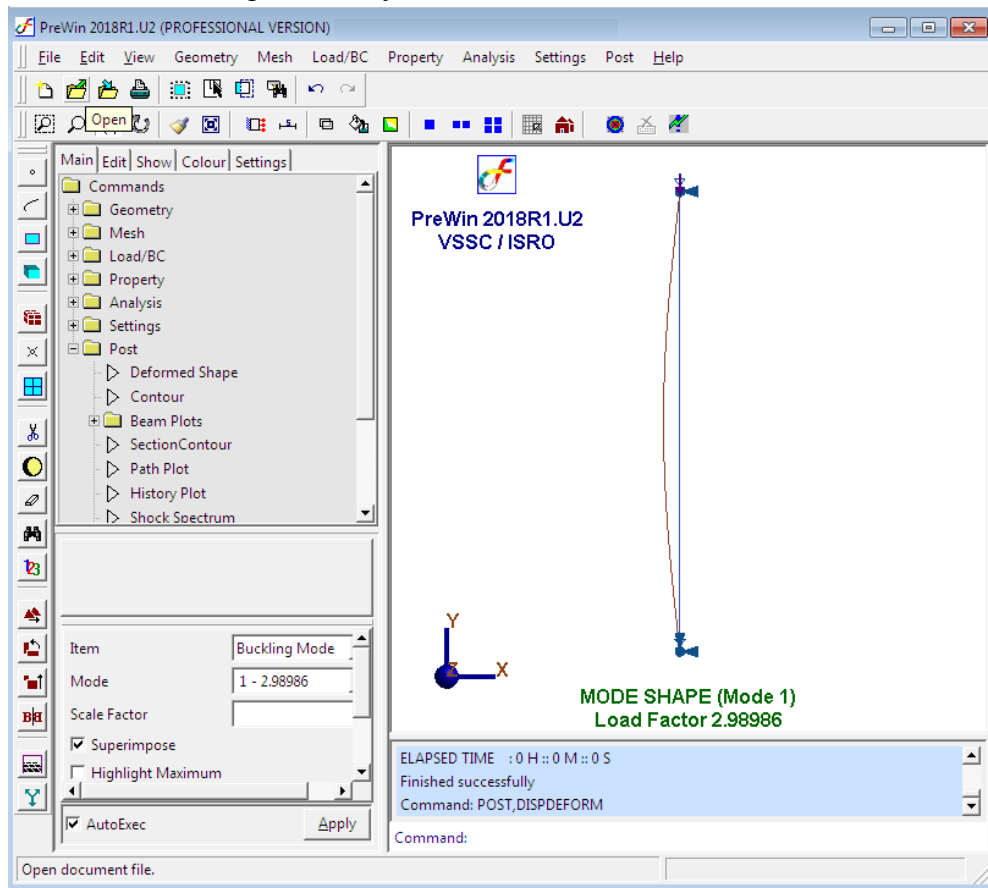 PreWin 2018R1.U2 (PROFESSIONAL VERSION)
File Edit View Geometry Mesh Load/BC Property Analysis Settings Post Help
Open
Main Edit Show Colour Settings
Commands
Geometry
Mesh
Load/BC
Property
Analysis
Settings
Post
Deformed Shape
Contour
Beam Plots
SectionContour
Path Plot
History Plot
Shock Spectrum
Item Buckling Mode
Mode 1 - 2.98986
Scale Factor
Superimpose
Highlight Maximum
AutoExec Apply
PreWin 2018R1.U2
VSSC / ISRO
Y
Z X
MODE SHAPE (Mode 1)
Load Factor 2.98986
ELAPSED TIME : 0 H :: 0 M :: 0 S
Finished successfully
Command: POST,DISPDEFORM
Command:
Open document file.